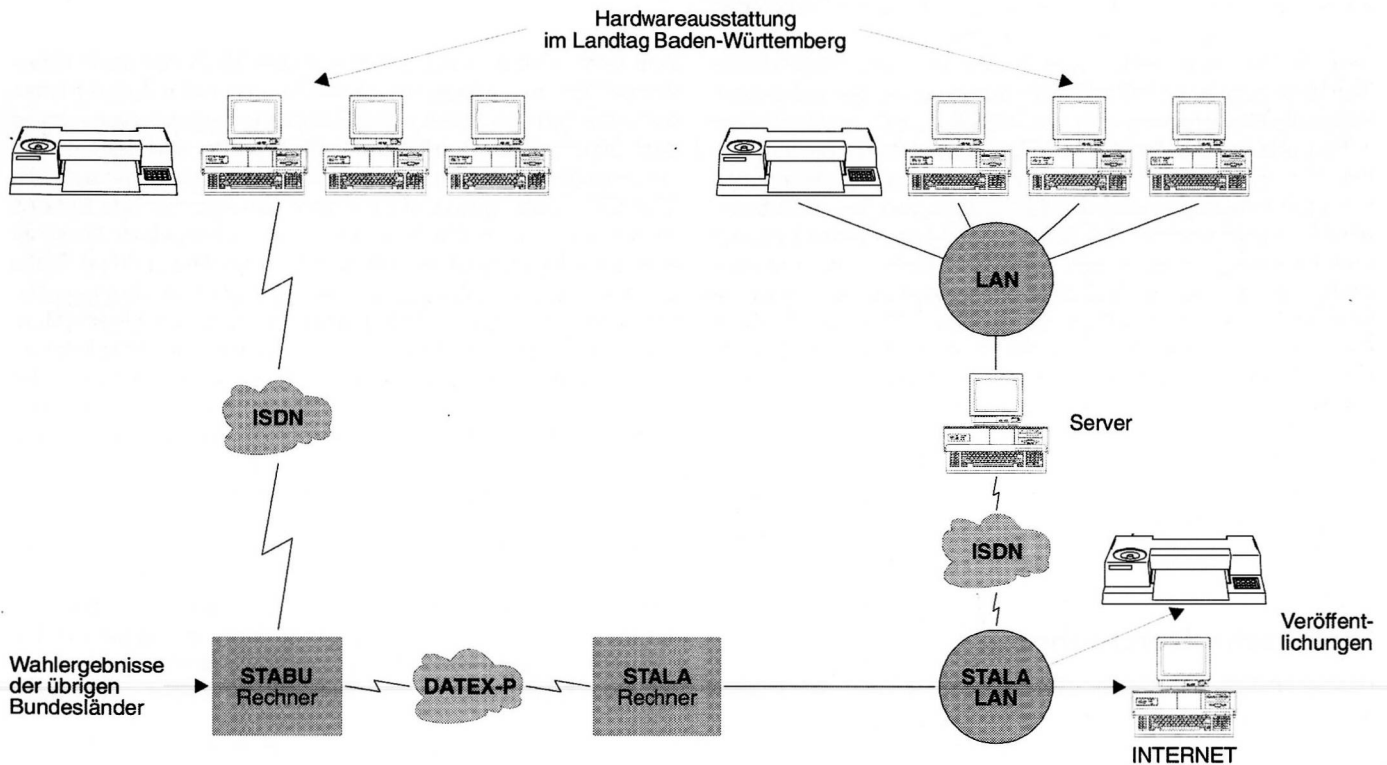 Hardwareausstattung
im Landtag Baden-Württemberg
LAN
ISDN
Server
ISDN
Veröffent-
lichungen
Wahlergebnisse
der übrigen
Bundesländer
STABU
Rechner
DATEX-P
STALA
Rechner
STALA
LAN
INTERNET